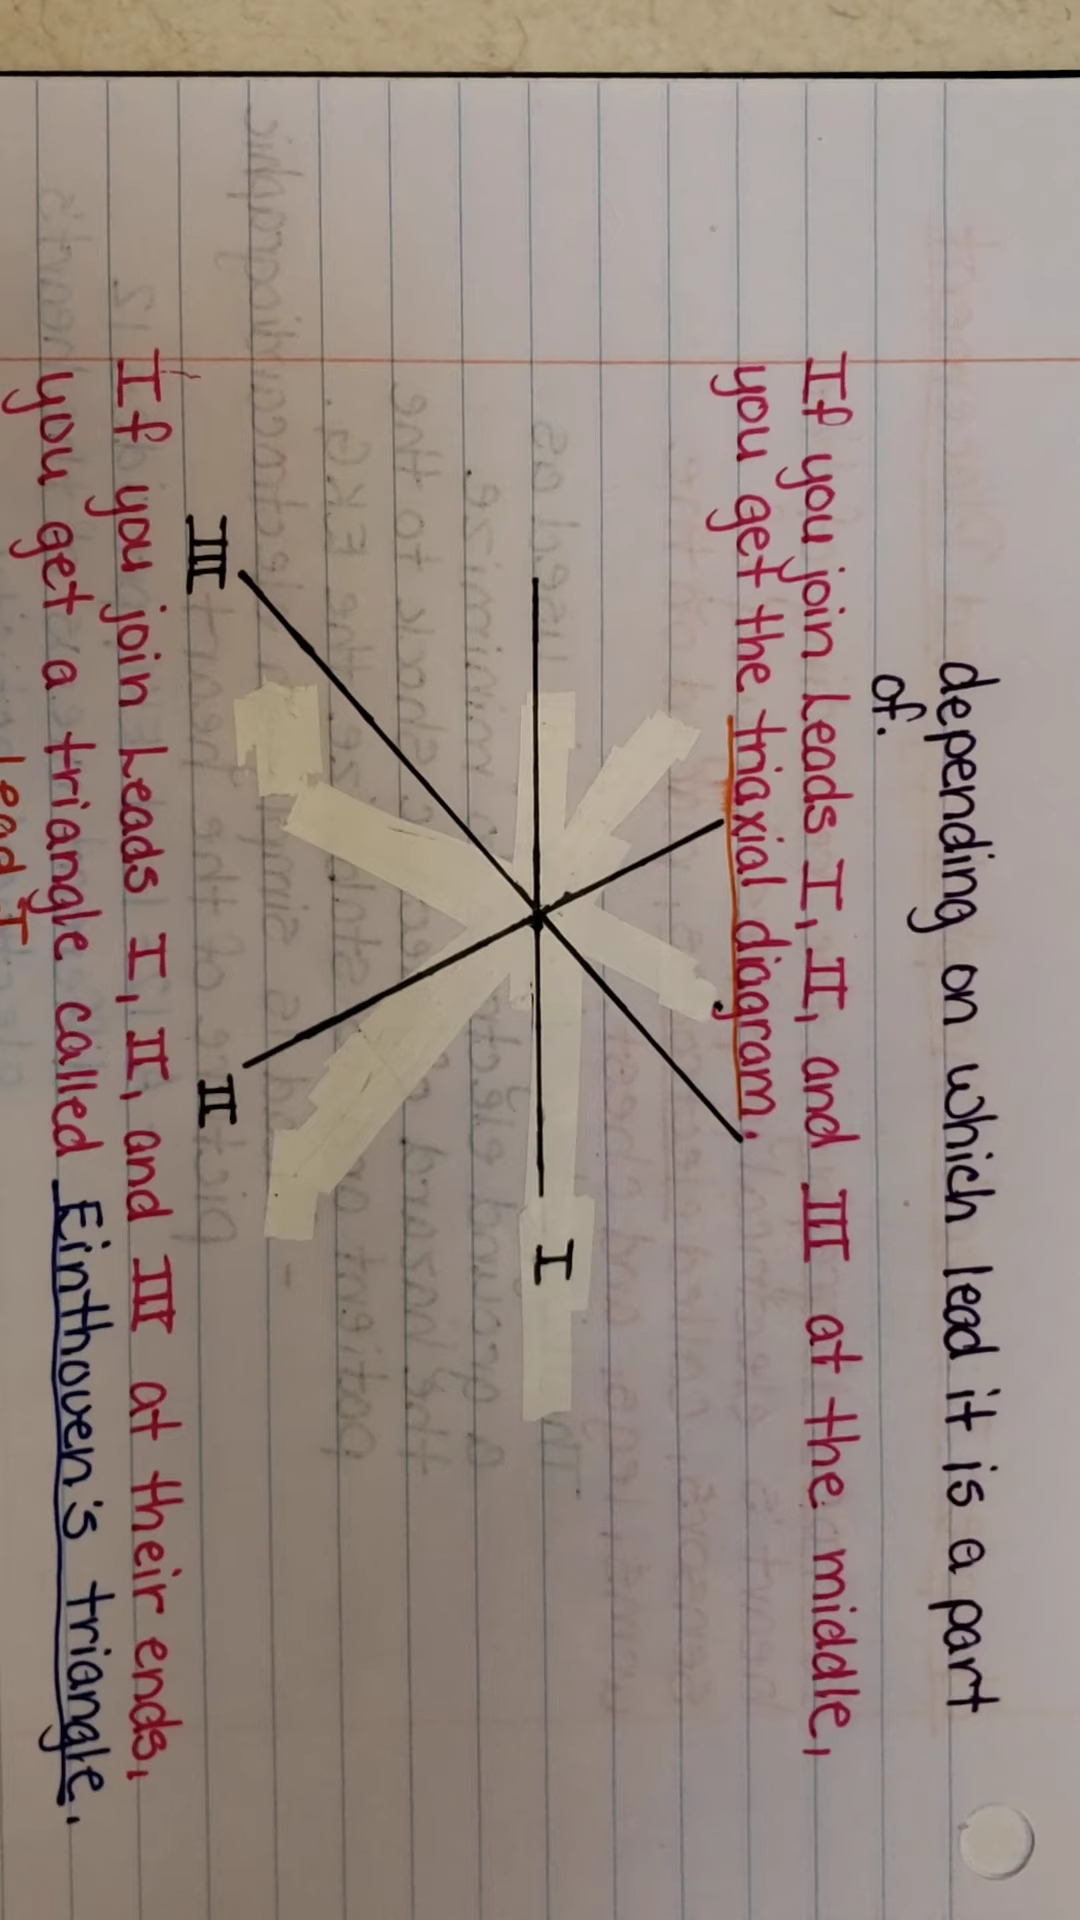 depending on which lead it is a part
of.
If you join Leads I, II, and III at the middle,
you get the triaxial diagram.
I
III
II
If you join Leads I, II, and III at their ends,
you get a triangle called Einthoven's triangle.
Lead I